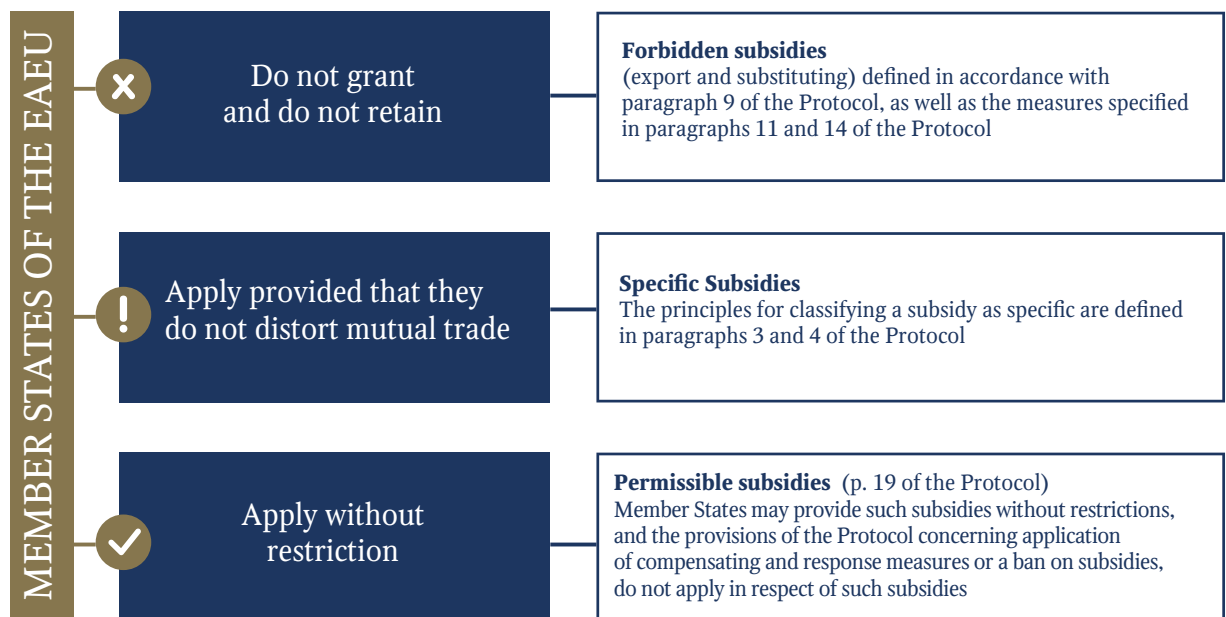 MEMBER STATES OF THE EAEU
Do not grant
and do not retain
Forbidden subsidies
(export and substituting) defined in accordance with
paragraph 9 of the Protocol, as well as the measures specified
in paragraphs 11 and 14 of the Protocol
Apply provided that they
do not distort mutual trade
Specific Subsidies
The principles for classifying a subsidy as specific are defined
in paragraphs 3 and 4 of the Protocol
Apply without
restriction
Permissible subsidies (p. 19 of the Protocol)
Member States may provide such subsidies without restrictions,
and the provisions of the Protocol concerning application
of compensating and response measures or a ban on subsidies,
do not apply in respect of such subsidies